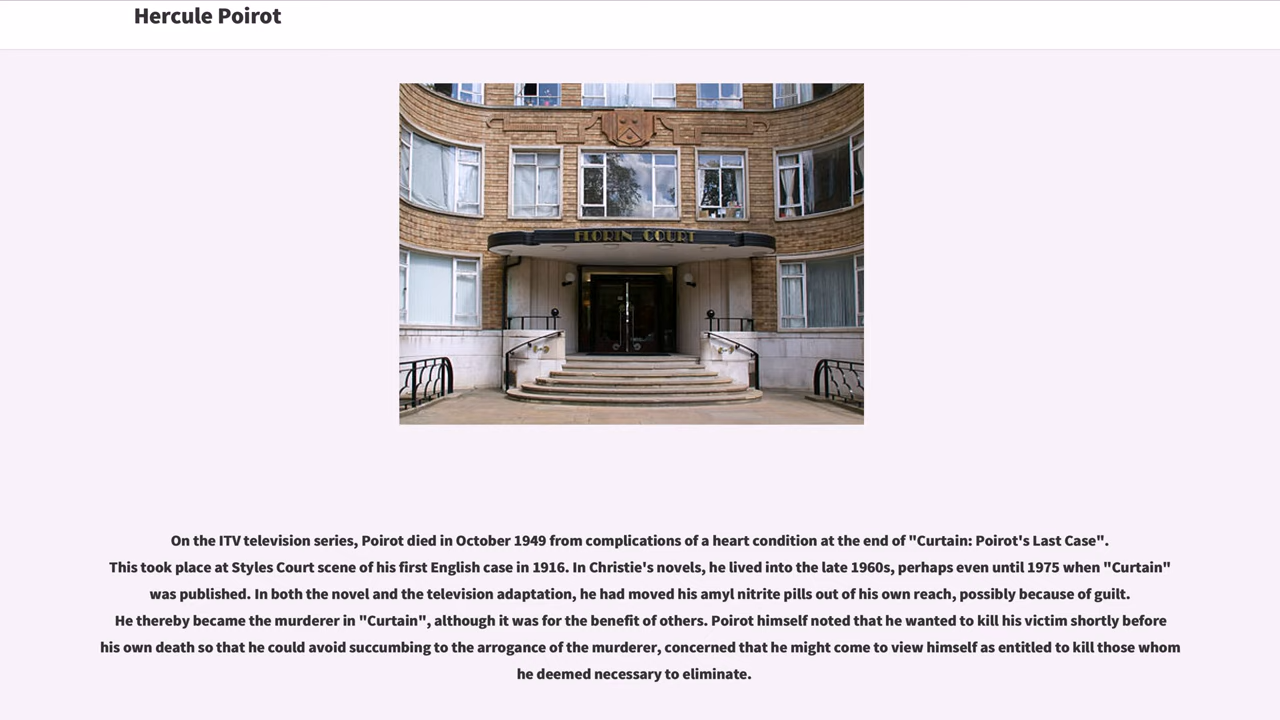 Hercule Poirot
FLORIN COURT
On the ITV television series, Poirot died in October 1949 from complications of a heart condition at the end of "Curtain: Poirot's Last Case".
This took place at Styles Court scene of his first English case in 1916. In Christie's novels, he lived into the late 1960s, perhaps even until 1975 when "Curtain"
was published. In both the novel and the television adaptation, he had moved his amyl nitrite pills out of his own reach, possibly because of guilt.
He thereby became the murderer in "Curtain", although it was for the benefit of others. Poirot himself noted that he wanted to kill his victim shortly before
his own death so that he could avoid succumbing to the arrogance of the murderer, concerned that he might come to view himself as entitled to kill those whom
he deemed necessary to eliminate.